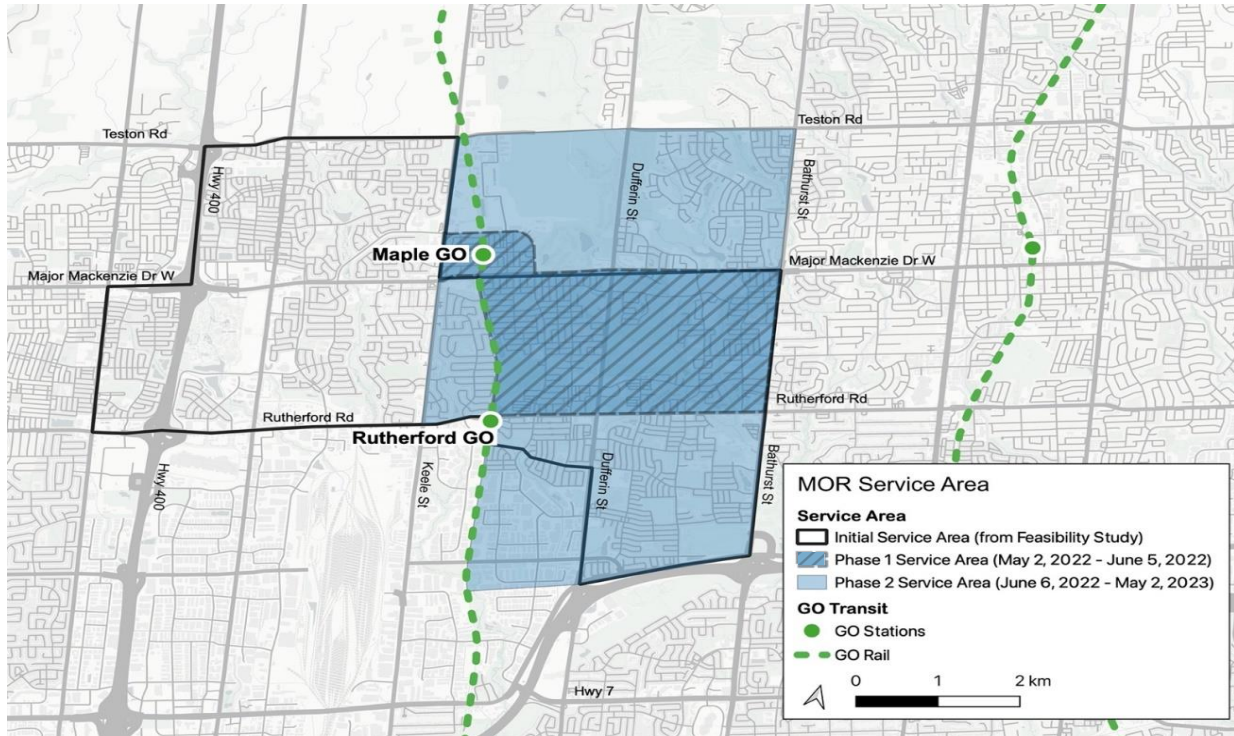 Teston Rd
Teston Rd
Hwy 400
Dufferin St
Bathurst St
Maple GO
Major Mackenzie Dr W
Major Mackenzie Dr W
Rutherford Rd
Rutherford Rd
Rutherford GO
Hwy 400
Keele St
Dufferin St
Bathurst St
Hwy 7
MOR Service Area
Service Area
Initial Service Area (from Feasibility Study)
Phase 1 Service Area (May 2, 2022 - June 5, 2022)
Phase 2 Service Area (June 6, 2022 - May 2, 2023)
GO Transit
GO Stations
GO Rail
0 1 2 km